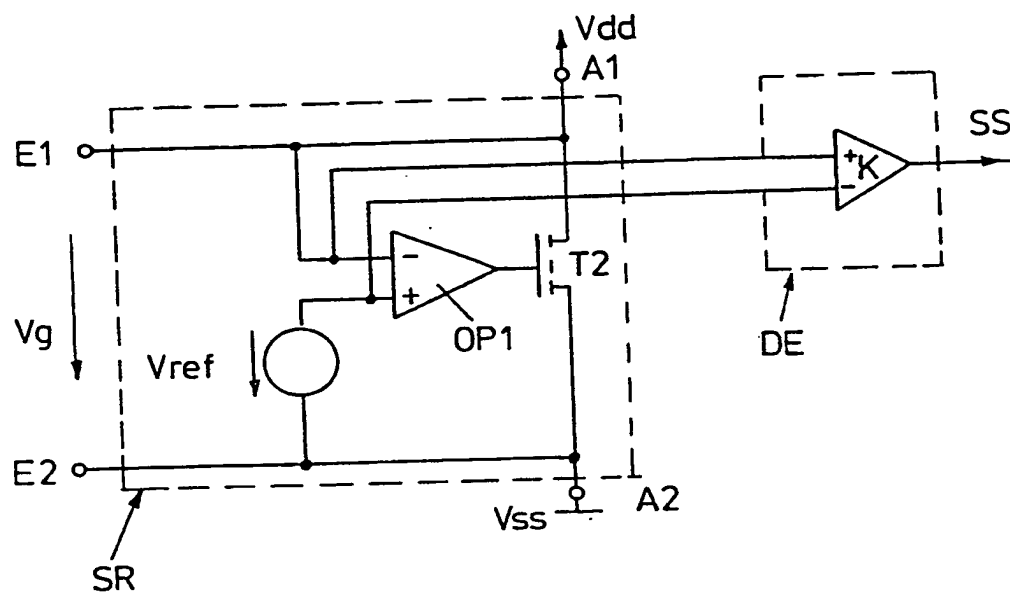 Vdd
A1
SS
E1
+
K
-
-
T2
+
OP1
DE
Vg
Vref
E2
A2
Vss
SR